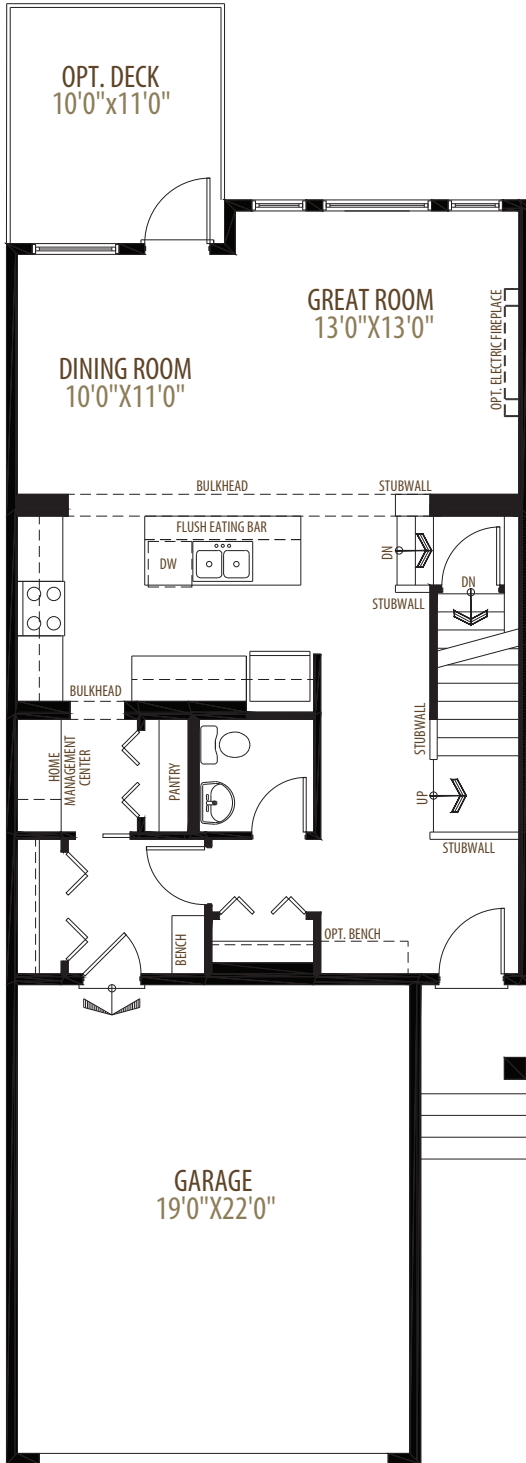 OPT. DECK
10'0"x11'0"
GREAT ROOM
13'0"X13'0"
OPT. ELECTRIC FIREPLACE
DINING ROOM
10'0"X11'0"
BULKHEAD
STUBWALL
FLUSH EATING BAR
DW
DN
DN
STUBWALL
BULKHEAD
STUBWALL
HOME
MANAGEMENT
CENTER
PANTRY
UP
STUBWALL
BENCH
OPT. BENCH
GARAGE
19'0"X22'0"